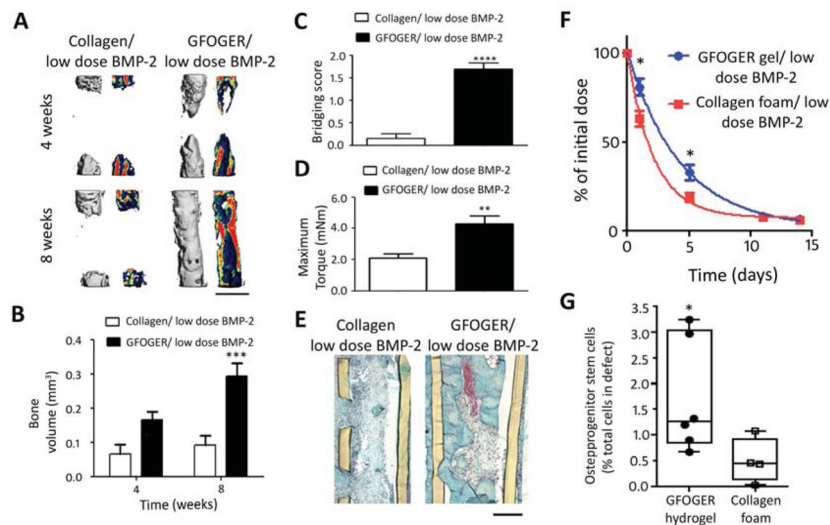 A
Collagen/
low dose BMP-2
GFOGER/
low dose BMP-2
4 weeks
8 weeks
B
Collagen/ low dose BMP-2
GFOGER/ low dose BMP-2
***
Bone
volume (mm³)
0.4
0.3
0.2
0.1
0.0
4
8
Time (weeks)
C
Collagen/ low dose BMP-2
GFOGER/ low dose BMP-2
****
Bridging score
2.0
1.5
1.0
0.5
0.0
D
Collagen/ low dose BMP-2
GFOGER/ low dose BMP-2
**
Maximum
Torque (mNm)
6.0
4.0
2.0
0.0
E
Collagen
low dose BMP-2
GFOGER/
low dose BMP-2
F
% of initial dose
100
50
0
*
*
GFOGER gel/ low
dose BMP-2
Collagen foam/ low
dose BMP-2
0
5
10
15
Time (days)
G
Ostepprogenitor stem cells
(% total cells in defect)
3.5
3.0
2.5
2.0
1.5
1.0
0.5
0.0
*
GFOGER
hydrogel
Collagen
foam